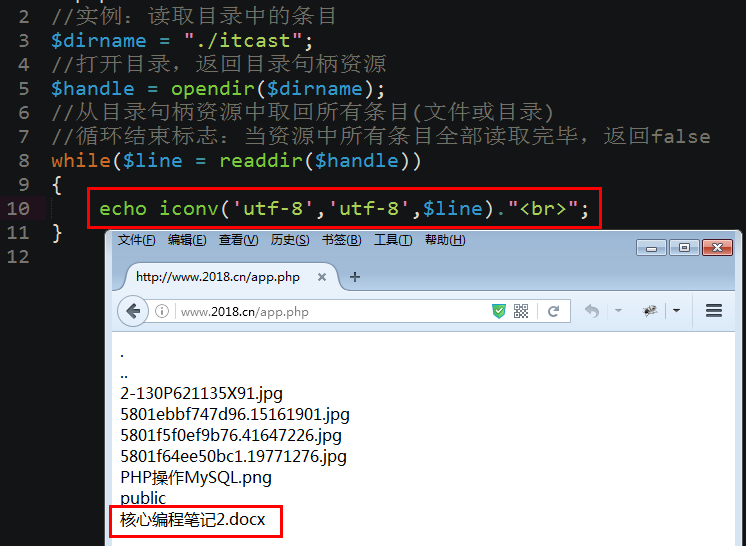 2 //实例：读取目录中的条目
3 $dirname = "./itcast";
4 //打开目录，返回目录句柄资源
5 $handle = opendir($dirname);
6 //从目录句柄资源中取回所有条目(文件或目录)
7 //循环结束标志：当资源中所有条目全部读取完毕，返回false
8 while($line = readdir($handle))
9 {
10 echo iconv('utf-8','utf-8',$line)."<br>";
11 }
12
文件(F) 编辑(E) 查看(V) 历史(S) 书签(B) 工具(T) 帮助(H)
http://www.2018.cn/app.php
www.2018.cn/app.php
.
..
2-130P621135X91.jpg
5801ebbf747d96.15161901.jpg
5801f5f0ef9b76.41647226.jpg
5801f64ee50bc1.19771276.jpg
PHP操作MySQL.png
public
核心编程笔记2.docx